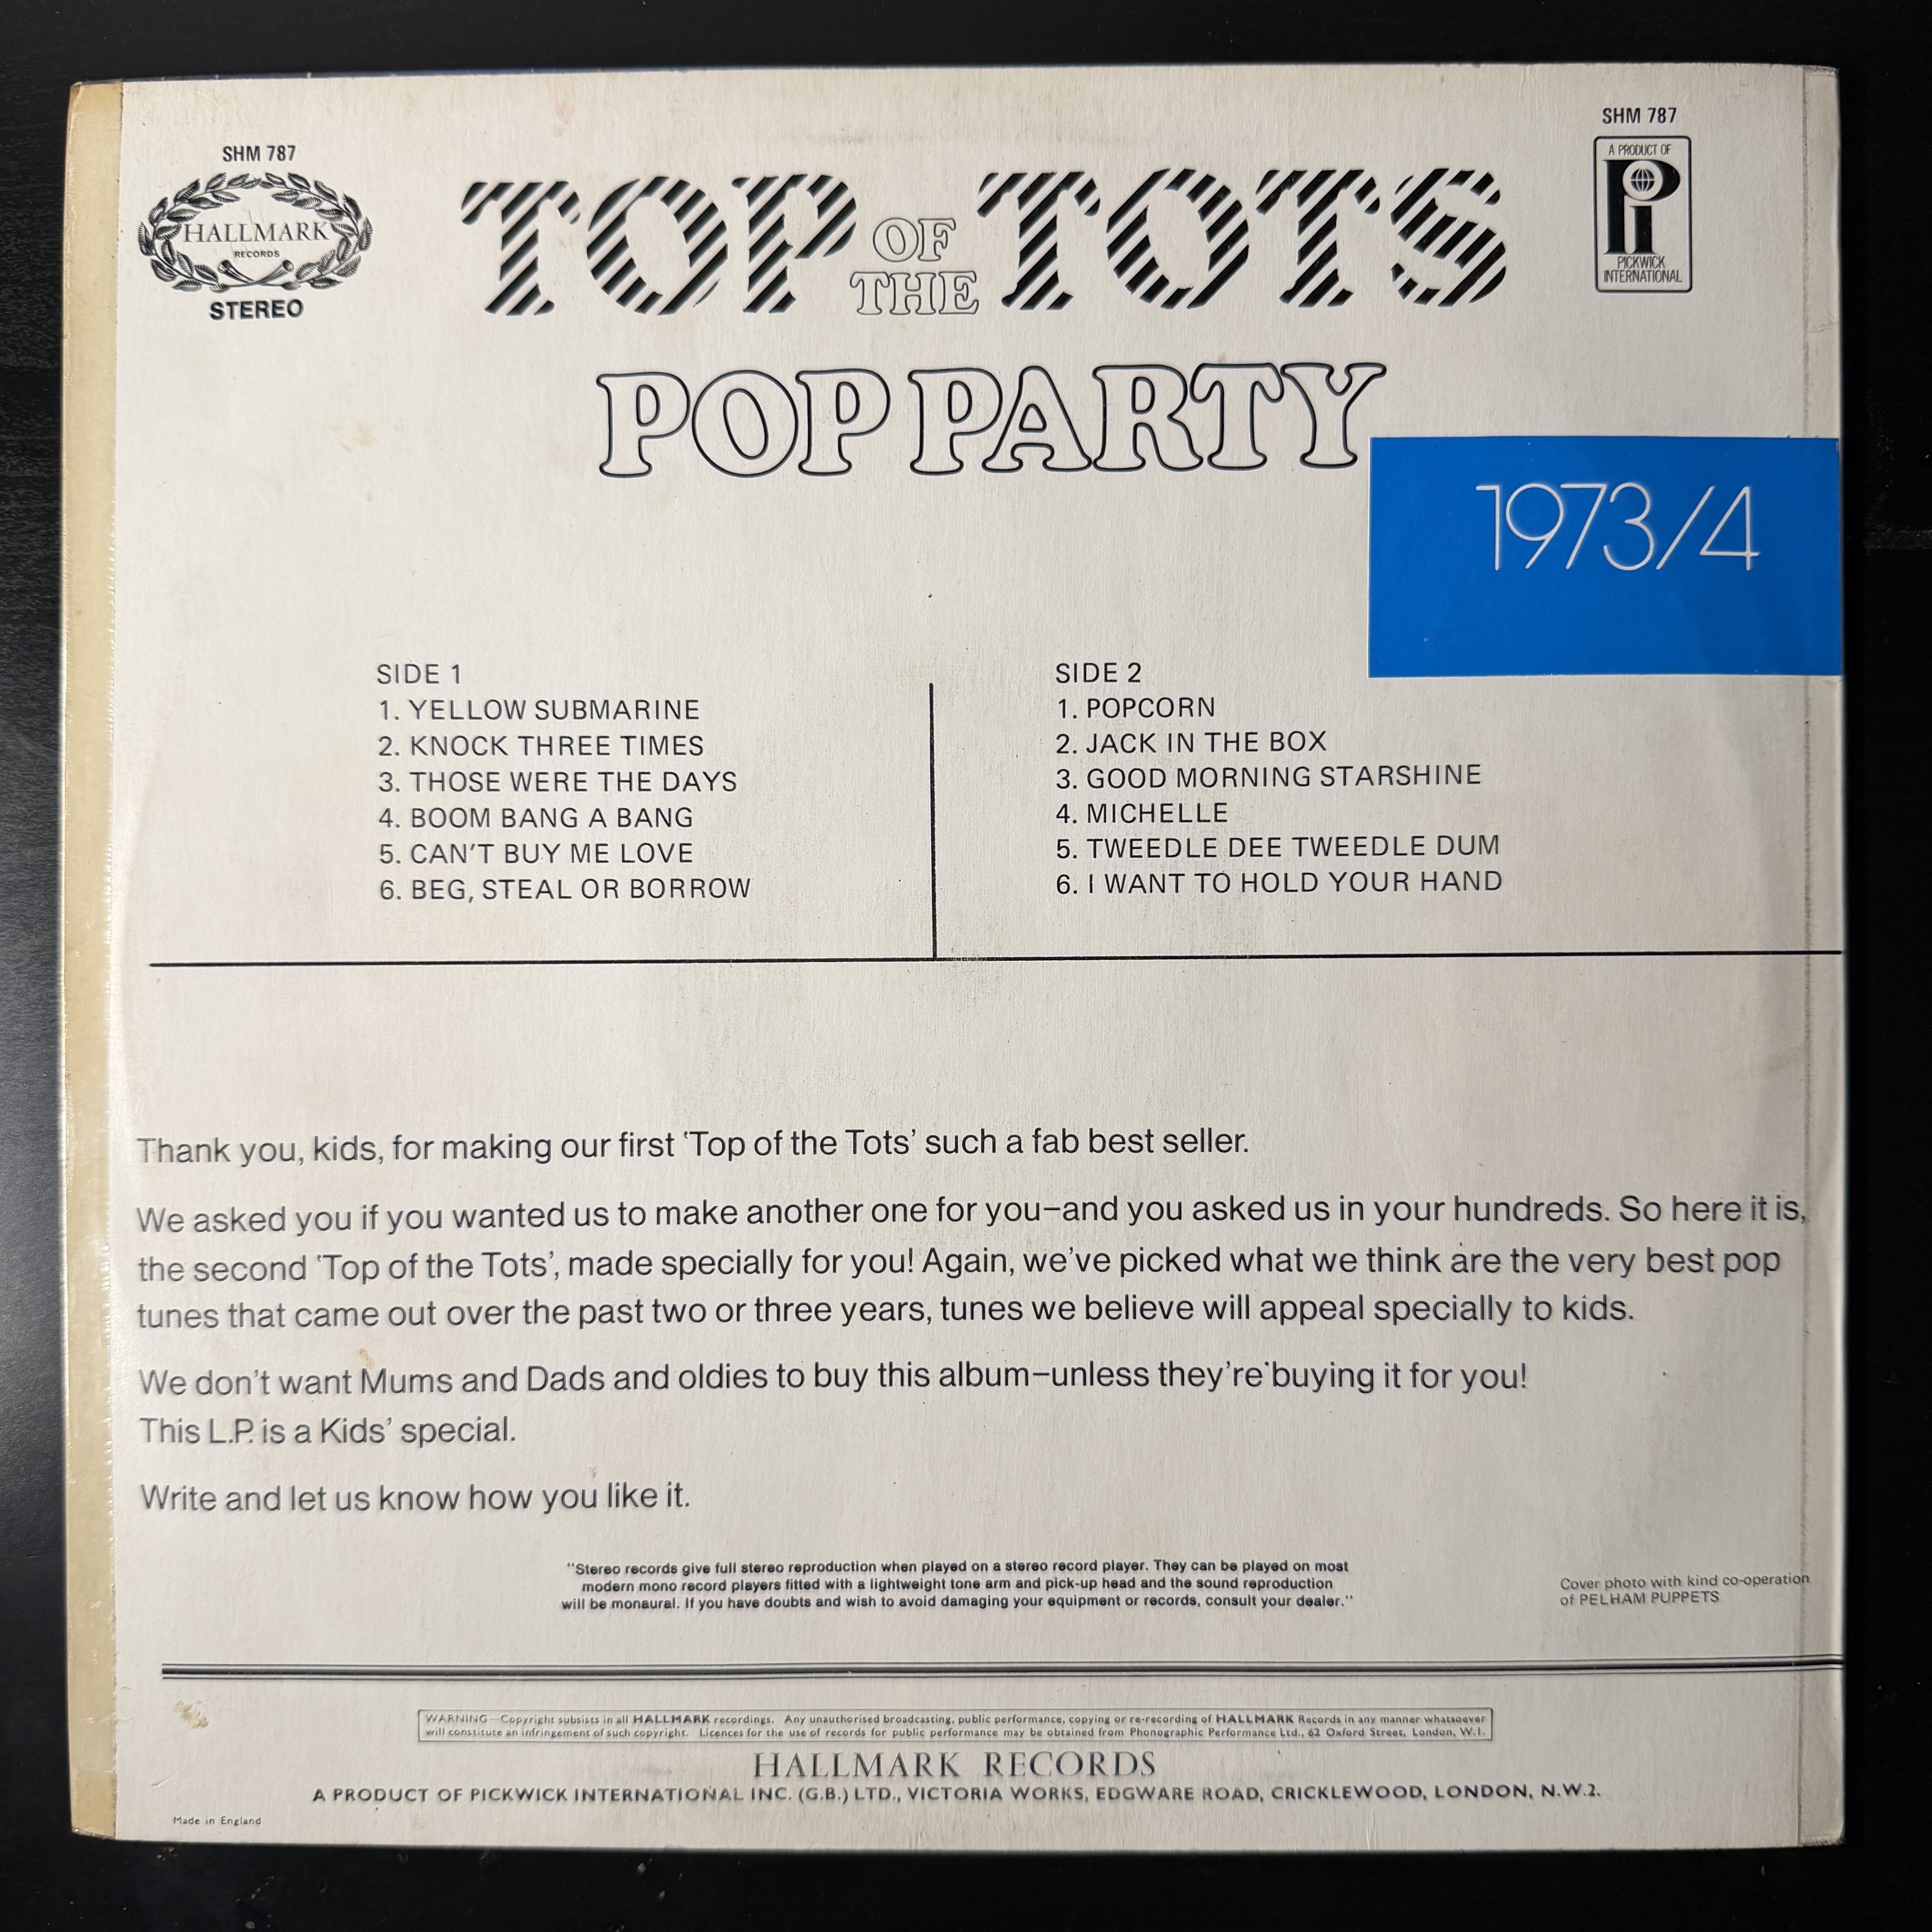 SHM 787
HALLMARK
RECORDS
STEREO
TOP OF THE TOTS
POP PARTY
SHM 787
A PRODUCT OF
Pi
PICKWICK
INTERNATIONAL
1973/4
SIDE 1
1. YELLOW SUBMARINE
2. KNOCK THREE TIMES
3. THOSE WERE THE DAYS
4. BOOM BANG A BANG
5. CAN'T BUY ME LOVE
6. BEG, STEAL OR BORROW
SIDE 2
1. POPCORN
2. JACK IN THE BOX
3. GOOD MORNING STARSHINE
4. MICHELLE
5. TWEEDLE DEE TWEEDLE DUM
6. I WANT TO HOLD YOUR HAND
Thank you, kids, for making our first 'Top of the Tots' such a fab best seller.
We asked you if you wanted us to make another one for you–and you asked us in your hundreds. So here it is,
the second 'Top of the Tots', made specially for you! Again, we've picked what we think are the very best pop
tunes that came out over the past two or three years, tunes we believe will appeal specially to kids.
We don't want Mums and Dads and oldies to buy this album–unless they're buying it for you!
This L.P. is a Kids' special.
Write and let us know how you like it.
"Stereo records give full stereo reproduction when played on a stereo record player. They can be played on most
modern mono record players fitted with a lightweight tone arm and pick-up head and the sound reproduction
will be monaural. If you have doubts and wish to avoid damaging your equipment or records, consult your dealer."
Cover photo with kind co-operation
of PELHAM PUPPETS
WARNING—Copyright subsists in all HALLMARK recordings. Any unauthorised broadcasting, public performance, copying or re-recording of HALLMARK Records in any manner whatsoever
will constitute an infringement of such copyright. Licences for the use of records for public performance may be obtained from Phonographic Performance Ltd., 62 Oxford Street, London, W.1.
HALLMARK RECORDS
A PRODUCT OF PICKWICK INTERNATIONAL INC. (G.B.) LTD., VICTORIA WORKS, EDGWARE ROAD, CRICKLEWOOD, LONDON, N.W.2.
Made in England